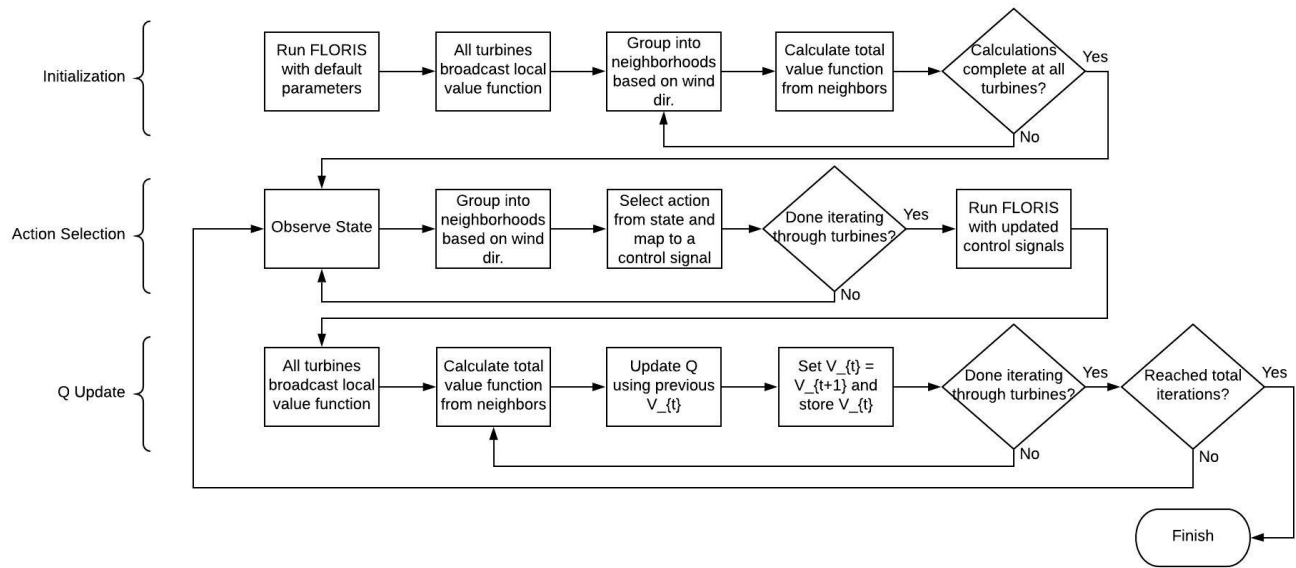 Initialization
Run FLORIS
with default
parameters
All turbines
broadcast local
value function
Group into
neighborhoods
based on wind
dir.
Calculate total
value function
from neighbors
Calculations
complete at all
turbines?
Yes
No
Action Selection
Observe State
Group into
neighborhoods
based on wind
dir.
Select action
from state and
map to a
control signal
Done iterating
through turbines?
Yes
No
Run FLORIS
with updated
control signals
Q Update
All turbines
broadcast local
value function
Calculate total
value function
from neighbors
Update Q
using previous
V_{t}
Set V_{t} =
V_{t+1} and
store V_{t}
Done iterating
through turbines?
Yes
No
Reached total
iterations?
Yes
No
Finish